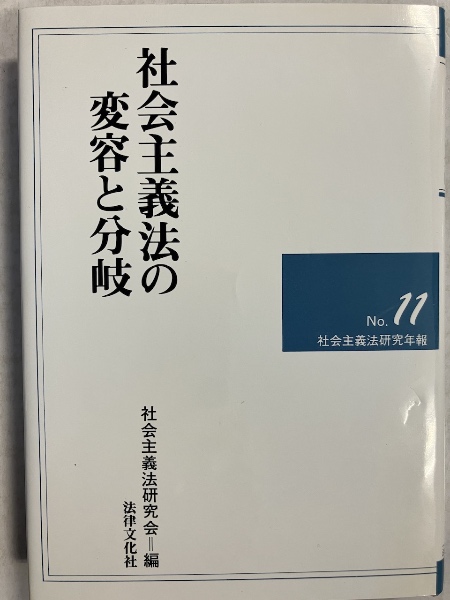 社会主義法の
変容と分岐
No. 11
社会主義法研究年報
社会主義法研究会＝編
法律文化社